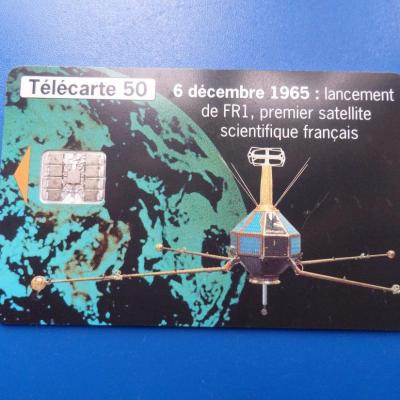 Télécarte 50
6 décembre 1965 : lancement
de FR1, premier satellite
scientifique français